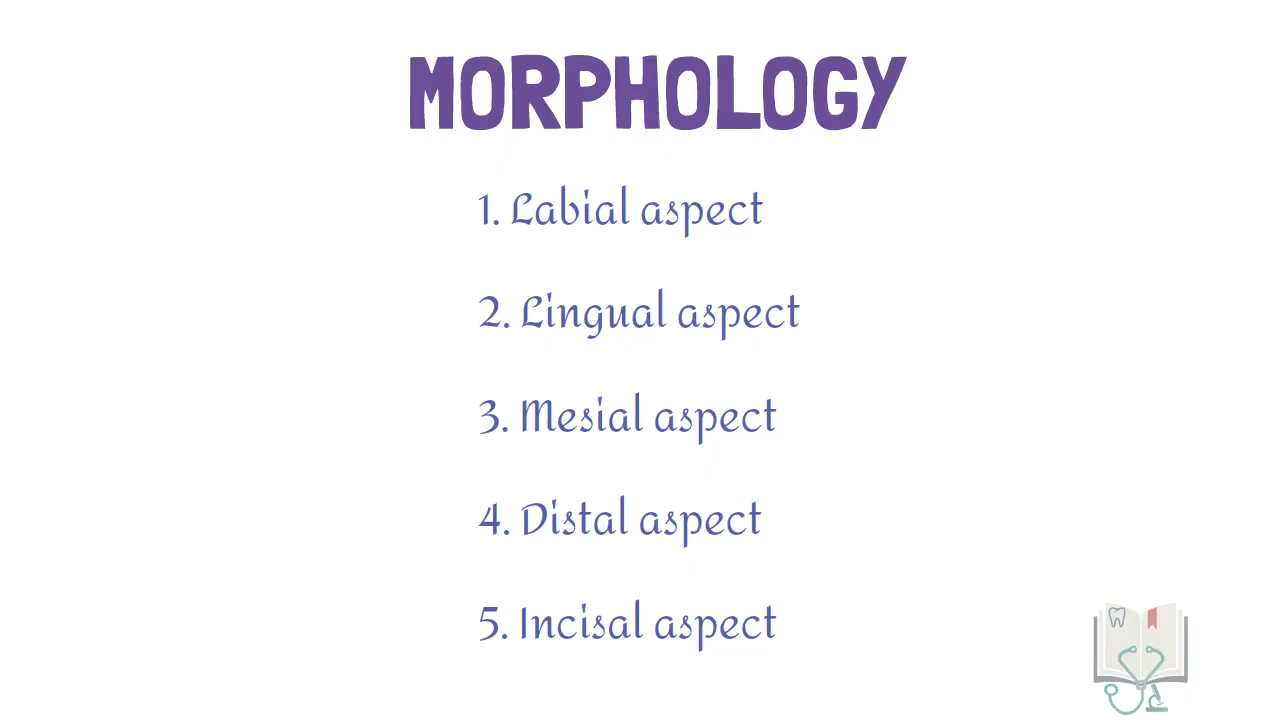 MORPHOLOGY
1. Labial aspect
2. Lingual aspect
3. Mesial aspect
4. Distal aspect
5. Incisal aspect